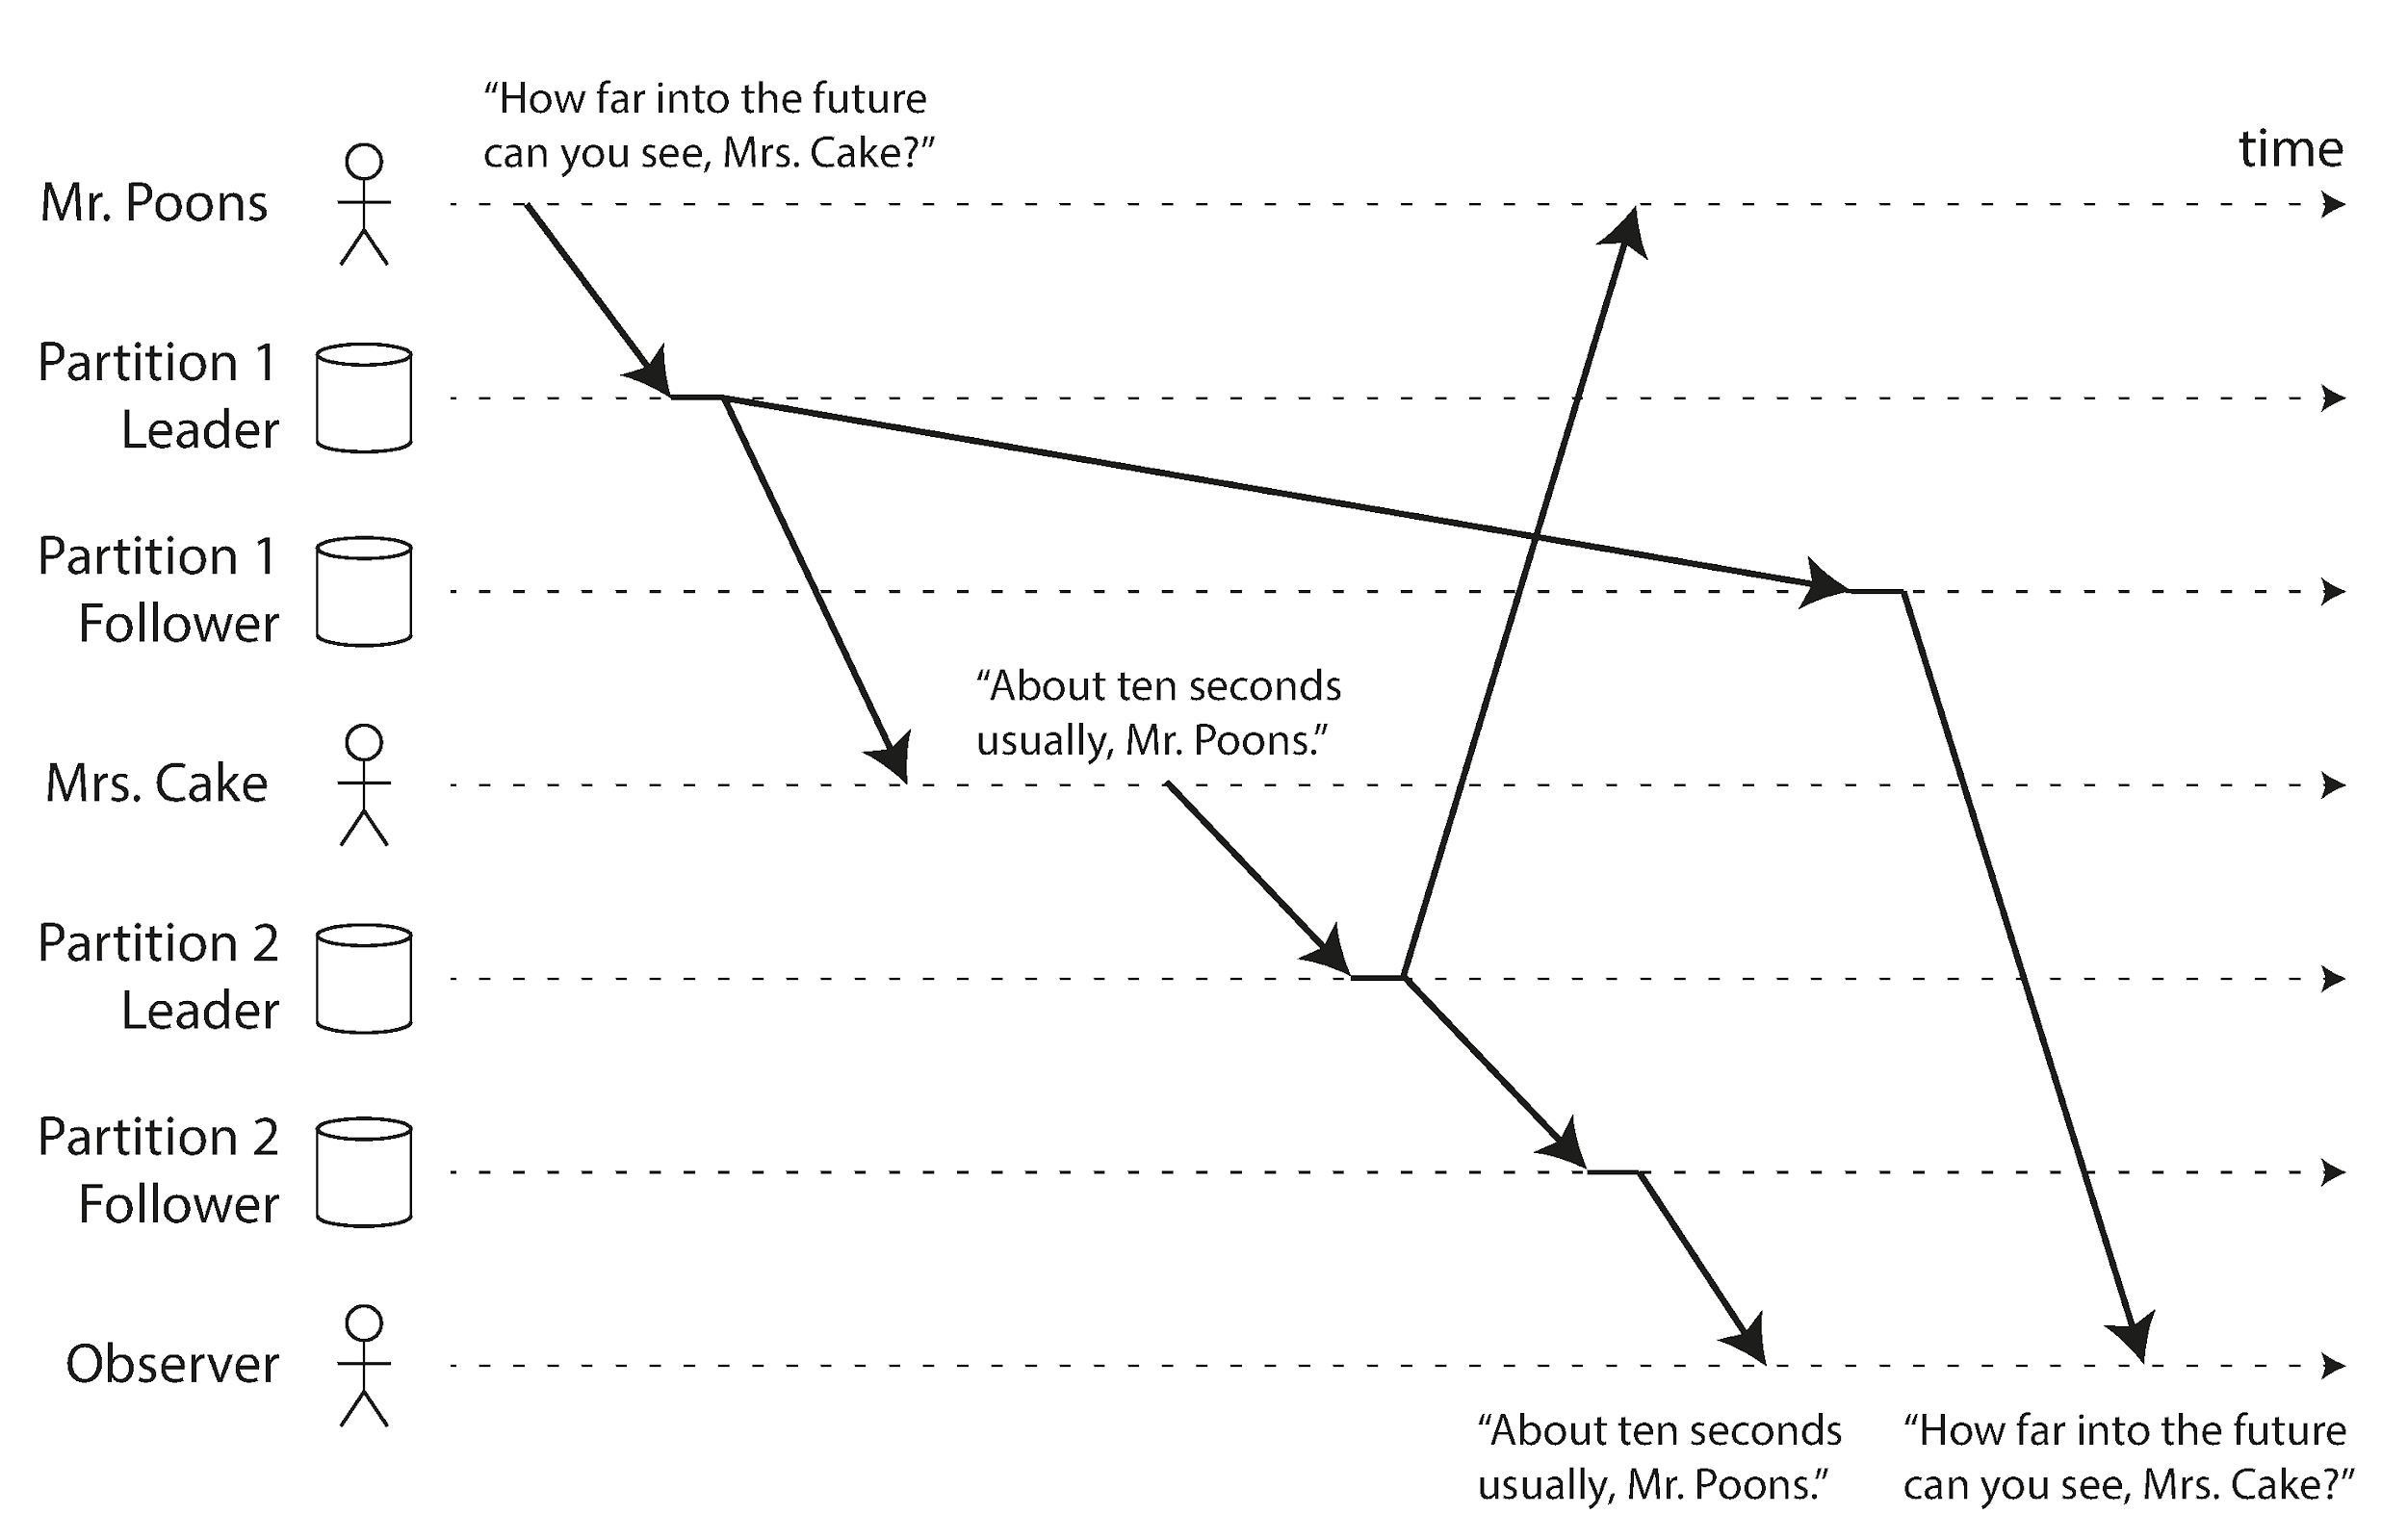 “How far into the future
can you see, Mrs. Cake?”
time
Mr. Poons
Partition 1
Leader
Partition 1
Follower
“About ten seconds
usually, Mr. Poons.”
Mrs. Cake
Partition 2
Leader
Partition 2
Follower
Observer
“About ten seconds
usually, Mr. Poons.”
“How far into the future
can you see, Mrs. Cake?”